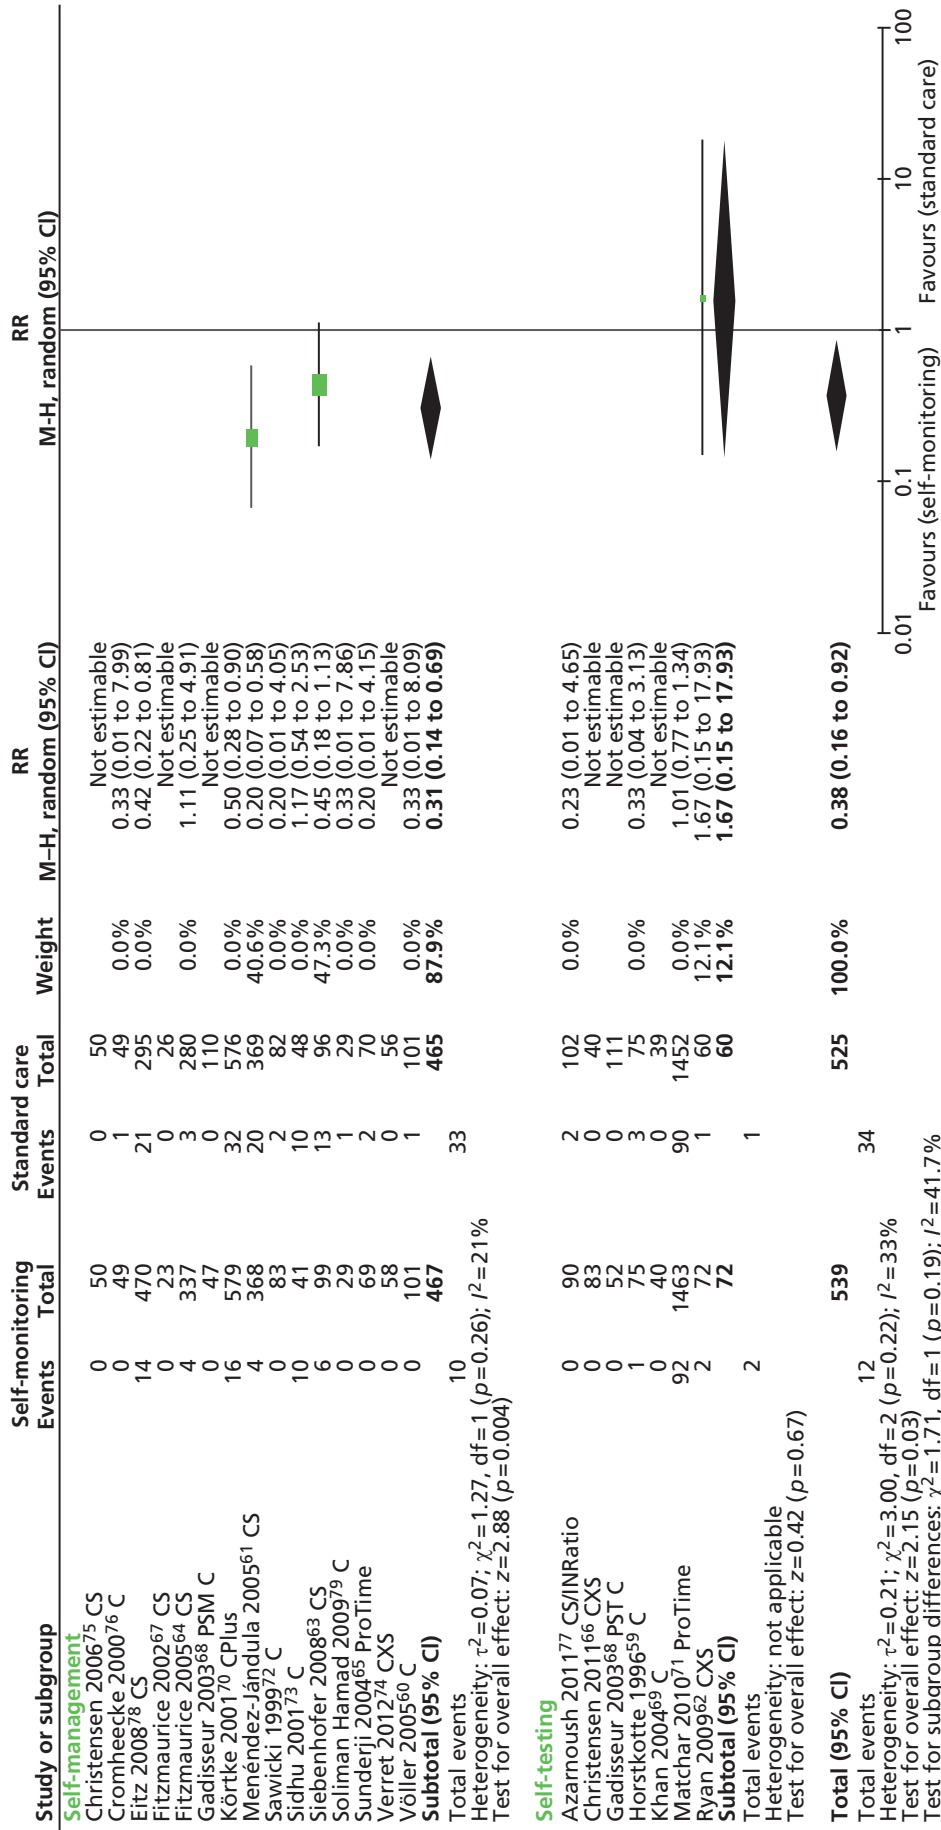 Self-monitoring Standard care RR RR
Study or subgroup Events Total Events Total Weight M–H, random (95% CI) M-H, random (95% CI)
Self-management
Christensen 2006⁷⁵ CS 0 50 0 50 Not estimable
Cromheecke 2000⁷⁶ C 0 49 1 49 0.0% 0.33 (0.01 to 7.99)
Eitz 2008⁷⁸ CS 14 470 21 295 0.0% 0.42 (0.22 to 0.81)
Fitzmaurice 2002⁶⁷ CS 0 23 0 26 Not estimable
Fitzmaurice 2005⁶⁴ CS 4 337 3 280 0.0% 1.11 (0.25 to 4.91)
Gadisseur 2003⁶⁸ PSM C 0 47 0 110 Not estimable
Körtke 2001⁷⁰ CPlus 16 579 32 576 0.0% 0.50 (0.28 to 0.90)
Menéndez-Jándula 2005⁶¹ CS 4 368 20 369 40.6% 0.20 (0.07 to 0.58)
Sawicki 1999⁷² C 0 83 2 82 0.0% 0.20 (0.01 to 4.05)
Sidhu 2001⁷³ C 10 41 10 48 0.0% 1.17 (0.54 to 2.53)
Siebenhofer 2008⁶³ CS 6 99 13 96 47.3% 0.45 (0.18 to 1.13)
Soliman Hamad 2009⁷⁹ C 0 29 1 29 0.0% 0.33 (0.01 to 7.86)
Sunderji 2004⁶⁵ ProTime 0 69 2 70 0.0% 0.20 (0.01 to 4.15)
Verret 2012⁷⁴ CXS 0 58 0 56 Not estimable
Völler 2005⁶⁰ C 0 101 1 101 0.0% 0.33 (0.01 to 8.09)
Subtotal (95% CI) 467 465 87.9% 0.31 (0.14 to 0.69)
Total events 10 33
Heterogeneity: τ²=0.07; χ²=1.27, df=1 (p=0.26); I²=21%
Test for overall effect: z=2.88 (p=0.004)
Self-testing
Azarnoush 2011⁷⁷ CS/INRatio 0 90 2 102 0.0% 0.23 (0.01 to 4.65)
Christensen 2011⁶⁶ CXS 0 83 0 40 Not estimable
Gadisseur 2003⁶⁸ PST C 0 52 0 111 Not estimable
Horstkotte 1996⁵⁹ C 1 75 3 75 0.0% 0.33 (0.04 to 3.13)
Khan 2004⁶⁹ C 0 40 0 39 Not estimable
Matchar 2010⁷¹ ProTime 92 1463 90 1452 0.0% 1.01 (0.77 to 1.34)
Ryan 2009⁶² CXS 2 72 1 60 12.1% 1.67 (0.15 to 17.93)
Subtotal (95% CI) 72 60 12.1% 1.67 (0.15 to 17.93)
Total events 2 1
Heterogeneity: not applicable
Test for overall effect: z=0.42 (p=0.67)
Total (95% CI) 539 525 100.0% 0.38 (0.16 to 0.92)
Total events 12 34
Heterogeneity: τ²=0.21; χ²=3.00, df=2 (p=0.22); I²=33%
Test for overall effect: z=2.15 (p=0.03)
Test for subgroup differences: χ²=1.71, df=1 (p=0.19); I²=41.7%
0.01 0.1 1 10 100
Favours (self-monitoring) Favours (standard care)